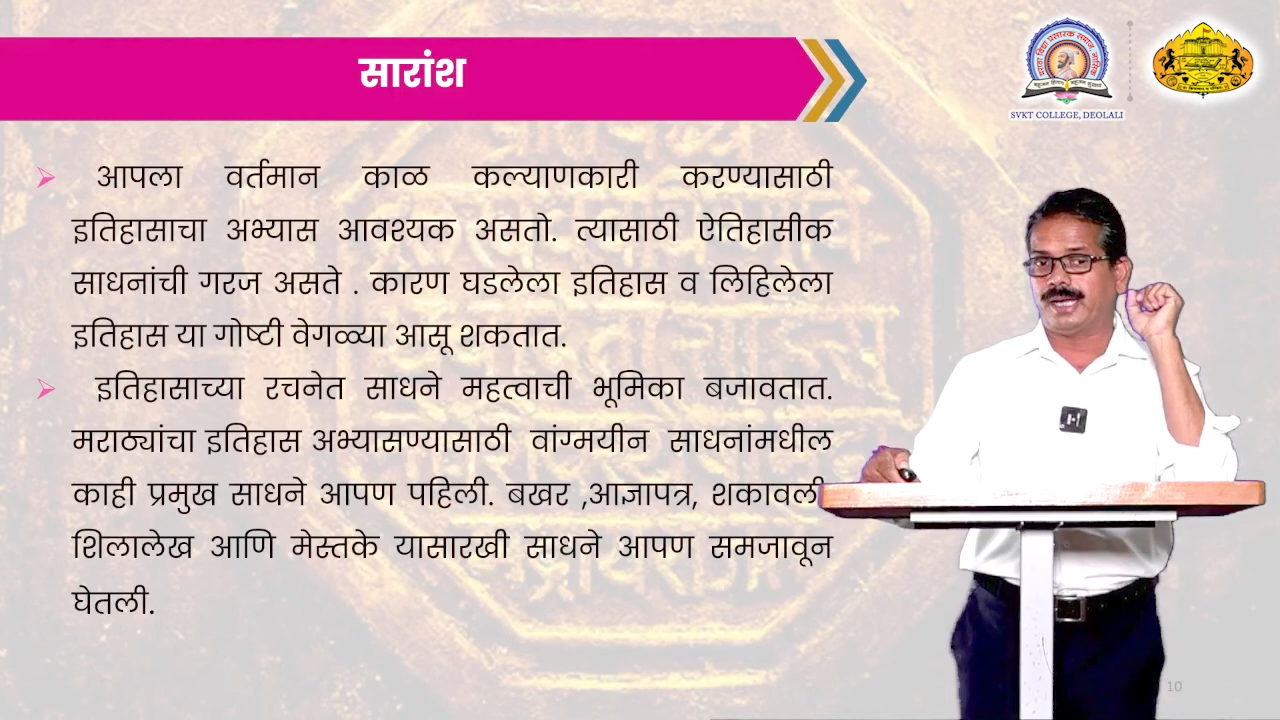 सारांश
SVKT COLLEGE, DEOLALI
आपला वर्तमान काळ कल्याणकारी करण्यासाठी
इतिहासाचा अभ्यास आवश्यक असतो. त्यासाठी ऐतिहासीक
साधनांची गरज असते . कारण घडलेला इतिहास व लिहिलेला
इतिहास या गोष्टी वेगळ्या आसू शकतात.
इतिहासाच्या रचनेत साधने महत्वाची भूमिका बजावतात.
मराठ्यांचा इतिहास अभ्यासण्यासाठी वांग्मयीन साधनांमधील
काही प्रमुख साधने आपण पहिली. बखर ,आज्ञापत्र, शकावली
शिलालेख आणि मेस्तके यासारखी साधने आपण समजावून
घेतली.
10